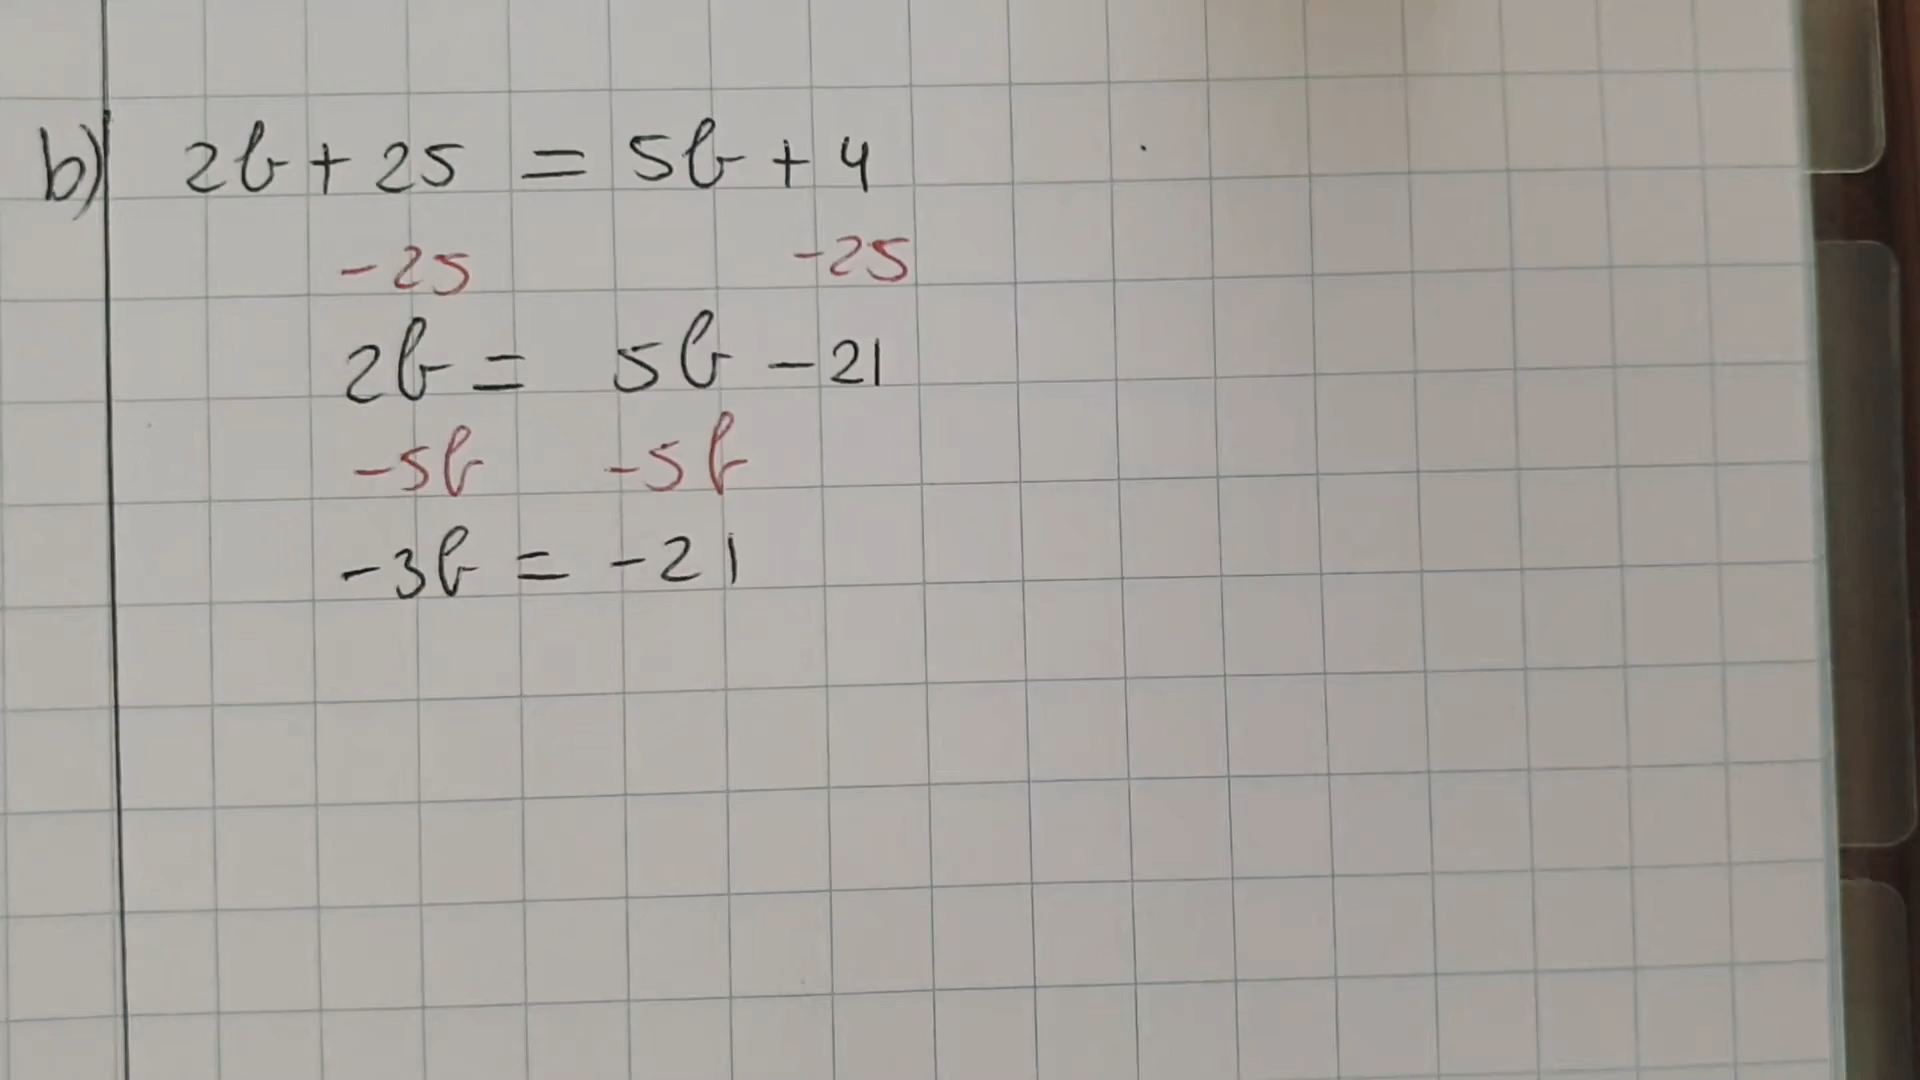 b) 2b + 25 = 5b + 4
-25 -25
2b = 5b - 21
-5b -5b
-3b = -21